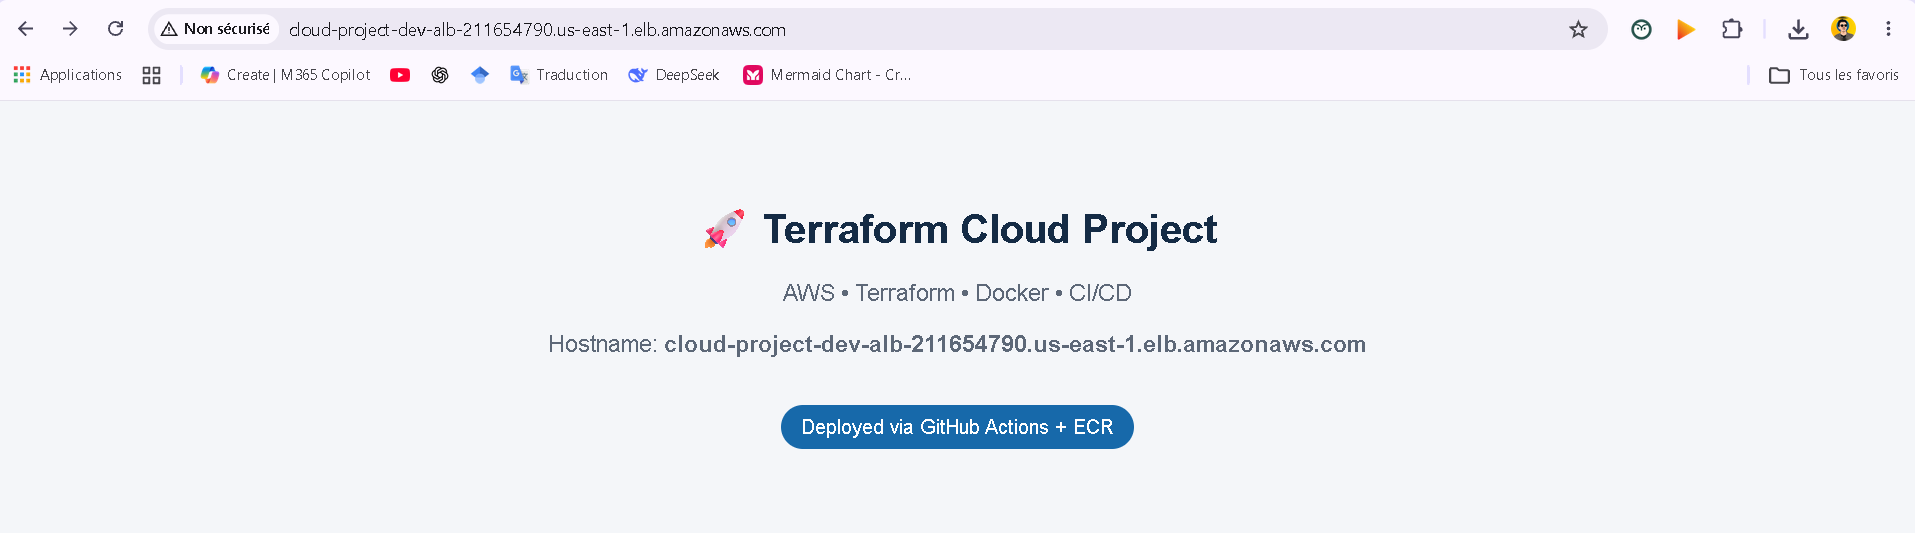 Non sécurisé cloud-project-dev-alb-211654790.us-east-1.elb.amazonaws.com
Applications Create | M365 Copilot Traduction DeepSeek Mermaid Chart - Cr... Tous les favoris
🚀 Terraform Cloud Project
AWS • Terraform • Docker • CI/CD
Hostname: cloud-project-dev-alb-211654790.us-east-1.elb.amazonaws.com
Deployed via GitHub Actions + ECR